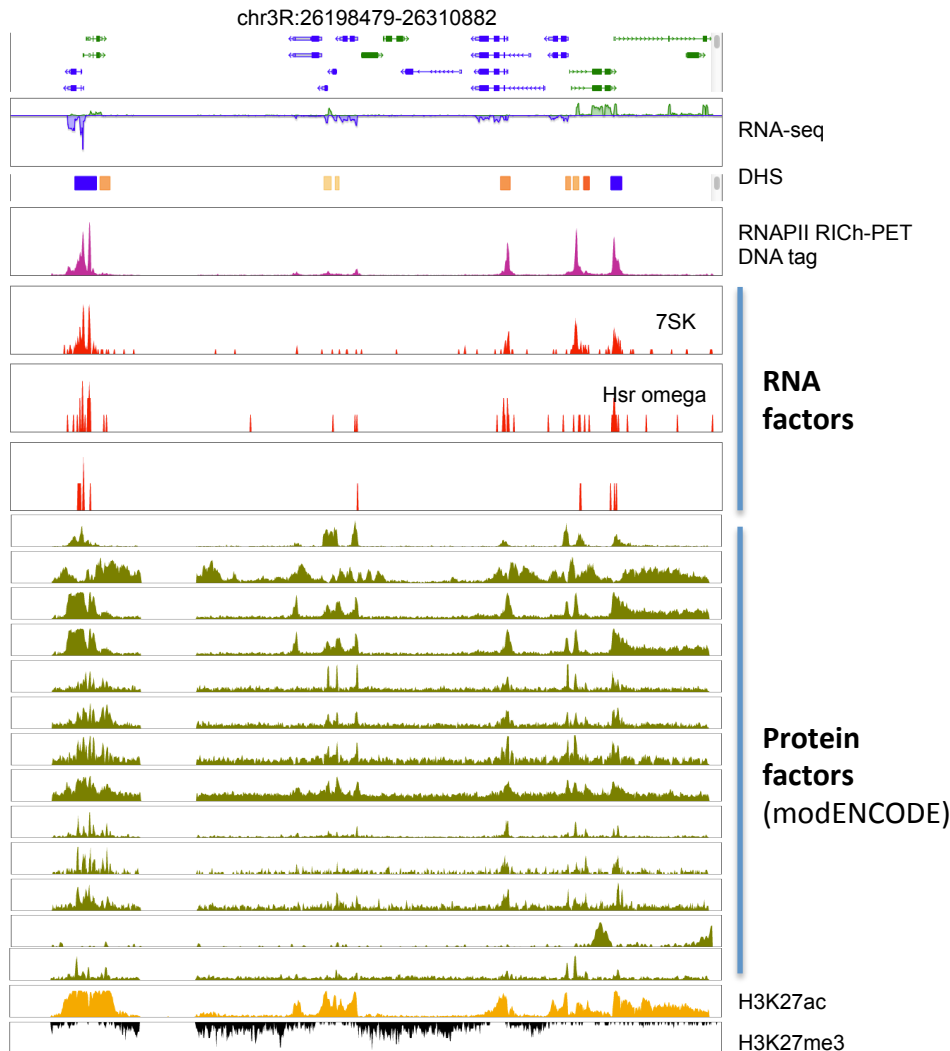 chr3R:26198479-26310882
RNA-seq
DHS
RNAPII RICh-PET
DNA tag
7SK
Hsr omega
RNA
factors
Protein
factors
(modENCODE)
H3K27ac
H3K27me3